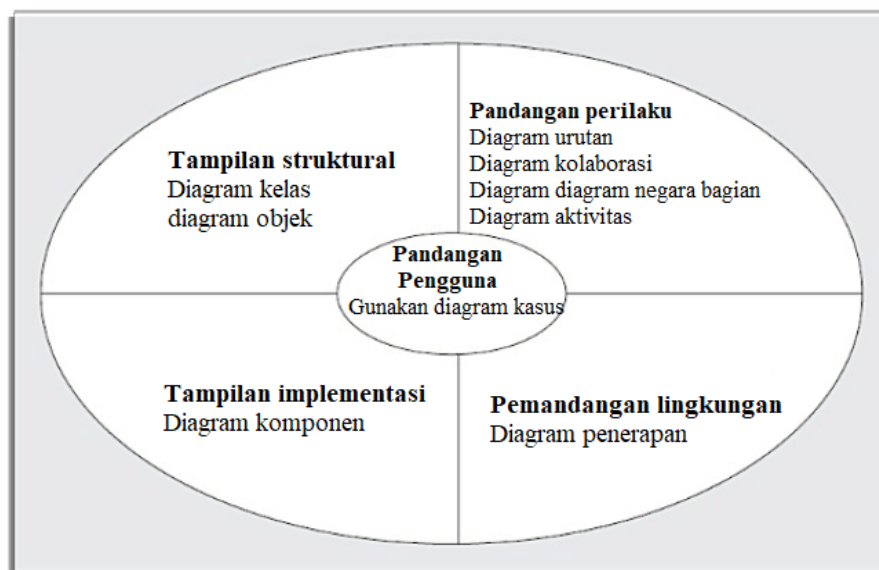 Tampilan struktural
Diagram kelas
diagram objek
Pandangan perilaku
Diagram urutan
Diagram kolaborasi
Diagram diagram negara bagian
Diagram aktivitas
Pandangan
Pengguna
Gunakan diagram kasus
Tampilan implementasi
Diagram komponen
Pemandangan lingkungan
Diagram penerapan